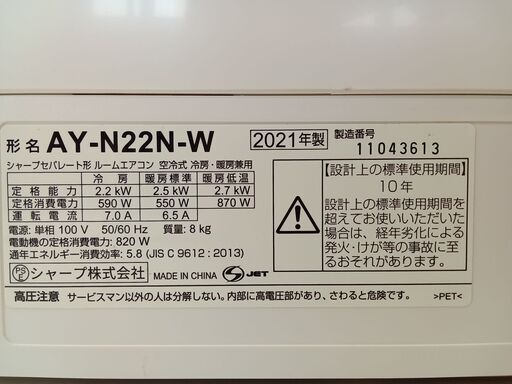 形名 AY-N22N-W 2021年製 製造番号 11043613
シャープセパレート形 ルームエアコン 空冷式 冷房・暖房兼用
冷房 暖房標準 暖房低温
定格能力 2.2 kW 2.5 kW 2.7 kW
定格消費電力 590 W 550 W 870 W
運転電流 7.0 A 6.5 A
電源: 単相 100 V 50/60 Hz 質量: 8 kg
電動機の定格消費電力: 820 W
通年エネルギー消費効率: 5.8 (JIS C 9612 : 2013)
PSE シャープ株式会社 MADE IN CHINA S JET
【設計上の標準使用期間】
10年
設計上の標準使用期間を
超えてお使いいただいた
場合は、経年劣化による
発火・けが等の事故に至
るおそれがあります。
高圧注意 サービスマン以外の人は分解しない。内部に高電圧部があり、さわると危険です。 >PET<